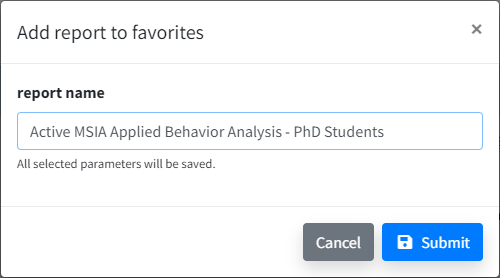 Add report to favorites ×
report name
Active MSIA Applied Behavior Analysis - PhD Students
All selected parameters will be saved.
Cancel Submit